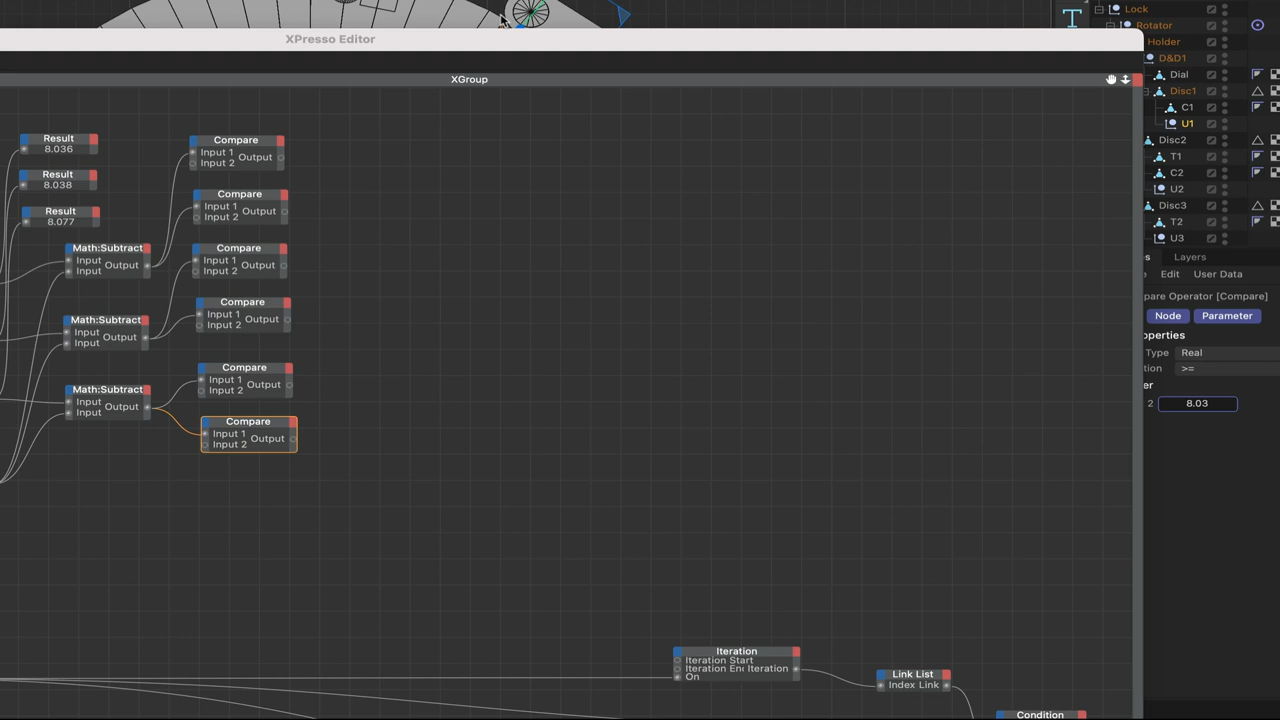 XPresso Editor
XGroup
Result
8.036
Result
8.038
Result
8.077
Math:Subtract
Input
Output
Input
Math:Subtract
Input
Output
Input
Math:Subtract
Input
Output
Input
Compare
Input 1
Output
Input 2
Compare
Input 1
Output
Input 2
Compare
Input 1
Output
Input 2
Compare
Input 1
Output
Input 2
Compare
Input 1
Output
Input 2
Compare
Input 1
Output
Input 2
Iteration
Iteration Start
Iteration En Iteration
On
Link List
Index Link
Condition
T
Lock
Rotator
Holder
D&D1
Dial
Disc1
C1
U1
Disc2
T1
C2
U2
Disc3
T2
U3
s Layers
Edit User Data
pare Operator [Compare]
Node Parameter
operties
Type Real
tion >=
er
2 8.03